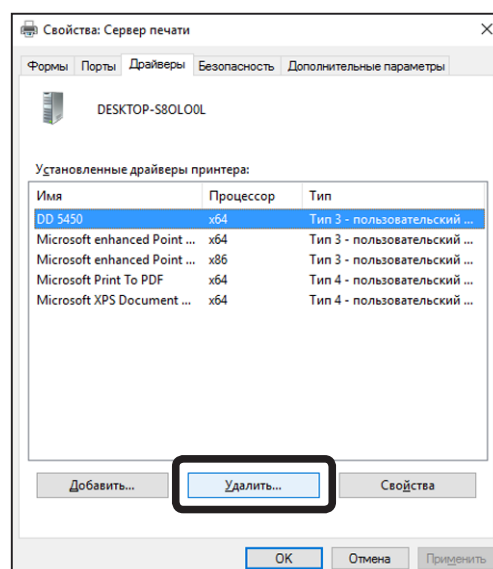 Свойства: Сервер печати
Формы Порты Драйверы Безопасность Дополнительные параметры
DESKTOP-S8OLO0L
Установленные драйверы принтера:
Имя Процессор Тип
DD 5450 x64 Тип 3 - пользовательский ...
Microsoft enhanced Point ... x64 Тип 3 - пользовательский ...
Microsoft enhanced Point ... x86 Тип 3 - пользовательский ...
Microsoft Print To PDF x64 Тип 4 - пользовательский ...
Microsoft XPS Document ... x64 Тип 4 - пользовательский ...
Добавить... Удалить... Свойства
OK Отмена Применить